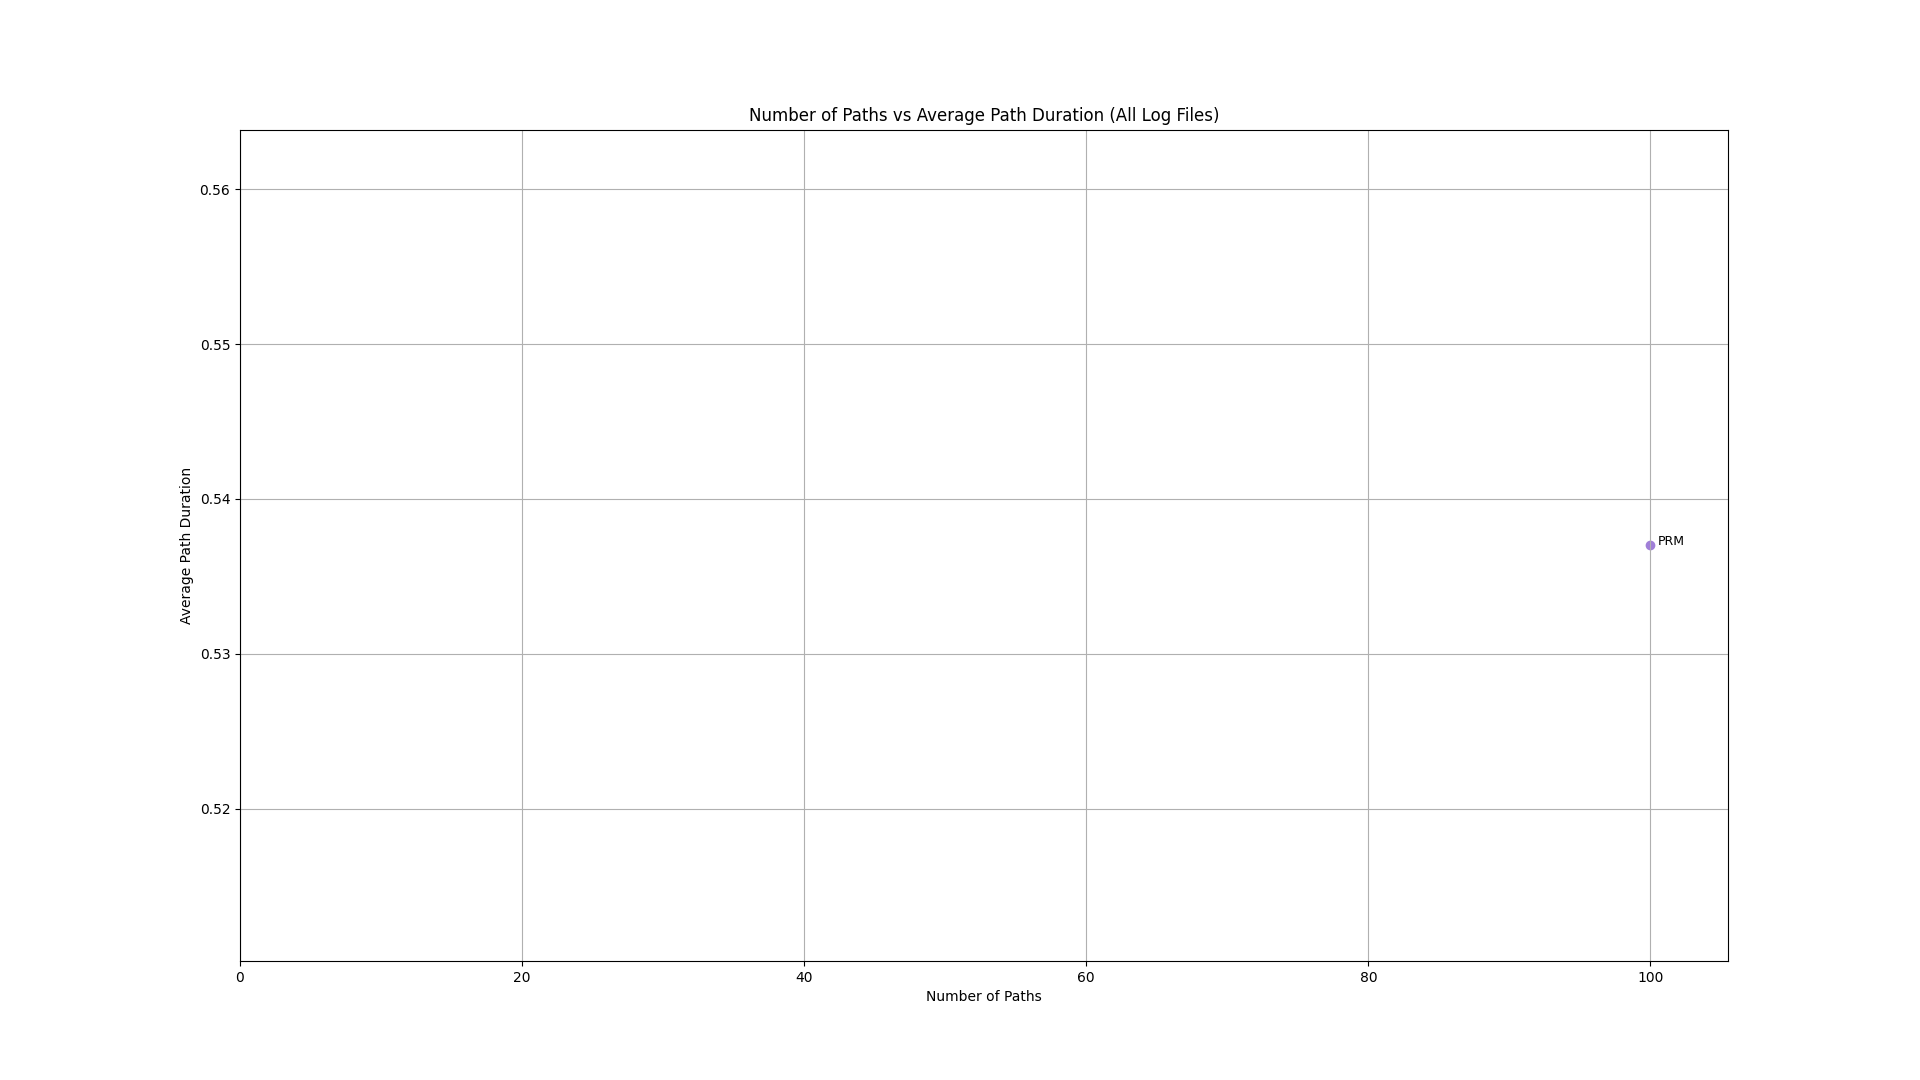 Number of Paths vs Average Path Duration (All Log Files)
0.56
0.55
0.54
0.53
0.52
Average Path Duration
PRM
0 20 40 60 80 100
Number of Paths